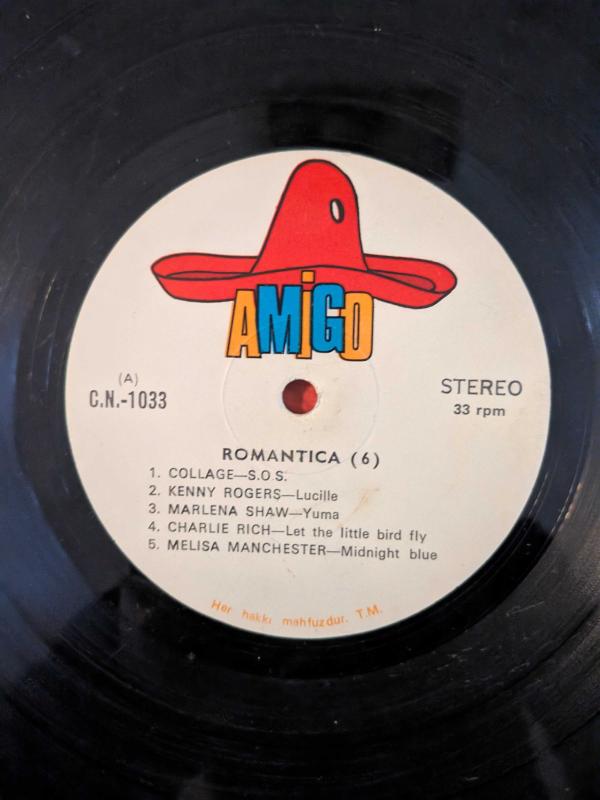 AMiGO
(A)
C.N.-1033
STEREO
33 rpm
ROMANTICA (6)
1. COLLAGE—S.O.S.
2. KENNY ROGERS—Lucille
3. MARLENA SHAW—Yuma
4. CHARLIE RICH—Let the little bird fly
5. MELISA MANCHESTER—Midnight blue
Her hakkı mahfuzdur. T.M.